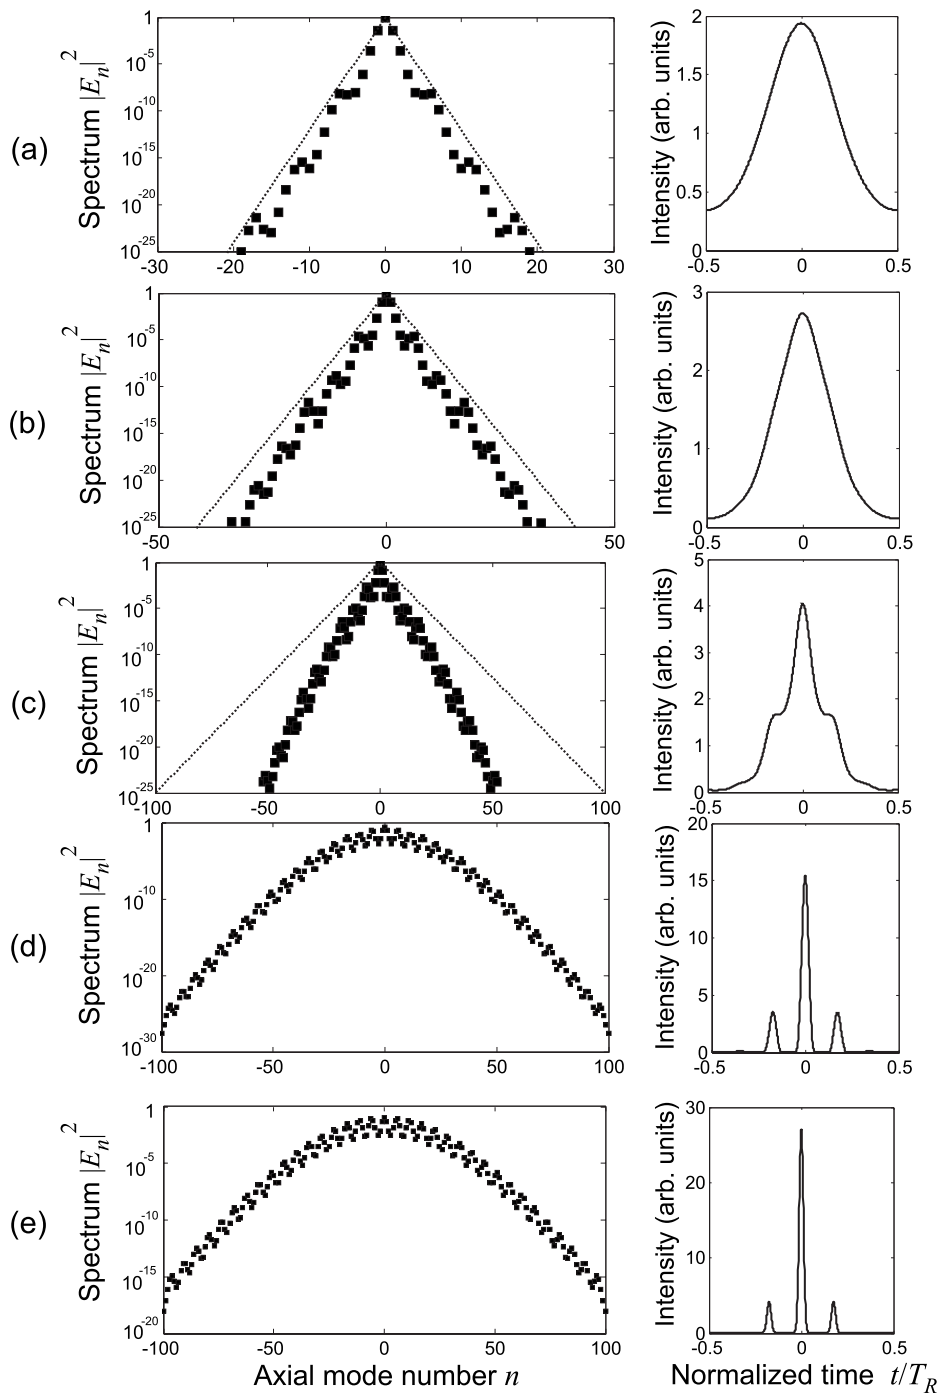 (a)
Spectrum |Eₙ|²
1
10⁻⁵
10⁻¹⁰
10⁻¹⁵
10⁻²⁰
10⁻²⁵
-30 -20 -10 0 10 20 30
Intensity (arb. units)
2
1.5
1
0.5
0
-0.5 0 0.5
(b)
Spectrum |Eₙ|²
1
10⁻⁵
10⁻¹⁰
10⁻¹⁵
10⁻²⁰
10⁻²⁵
-50 0 50
Intensity (arb. units)
3
2
1
0
-0.5 0 0.5
(c)
Spectrum |Eₙ|²
1
10⁻⁵
10⁻¹⁰
10⁻¹⁵
10⁻²⁰
10⁻²⁵
-100 -50 0 50 100
Intensity (arb. units)
5
4
3
2
1
0
-0.5 0 0.5
(d)
Spectrum |Eₙ|²
1
10⁻¹⁰
10⁻²⁰
10⁻³⁰
-100 -50 0 50 100
Intensity (arb. units)
20
15
10
5
0
-0.5 0 0.5
(e)
Spectrum |Eₙ|²
1
10⁻⁵
10⁻¹⁰
10⁻¹⁵
10⁻²⁰
-100 -50 0 50 100
Axial mode number n
Intensity (arb. units)
30
20
10
0
-0.5 0 0.5
Normalized time t/T_R